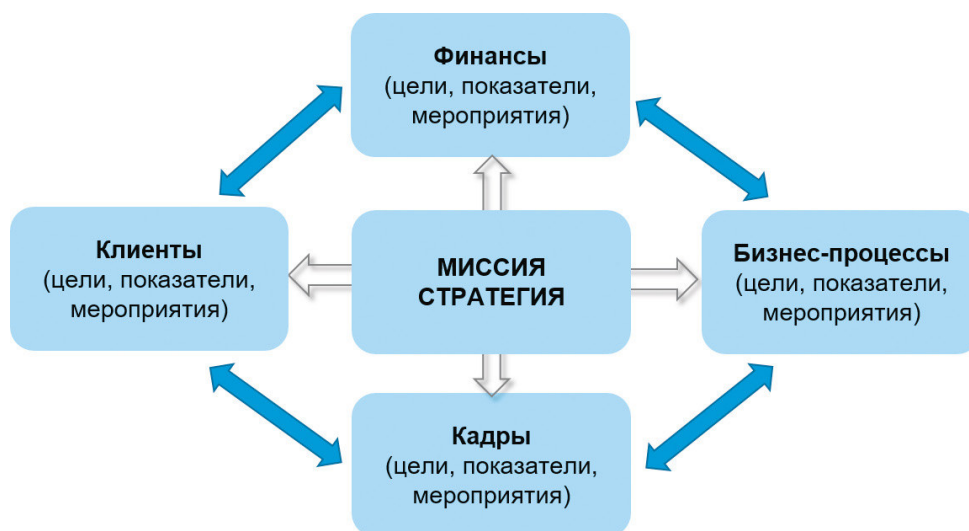 Финансы
(цели, показатели,
мероприятия)
Клиенты
(цели, показатели,
мероприятия)
МИССИЯ
СТРАТЕГИЯ
Бизнес-процессы
(цели, показатели,
мероприятия)
Кадры
(цели, показатели,
мероприятия)